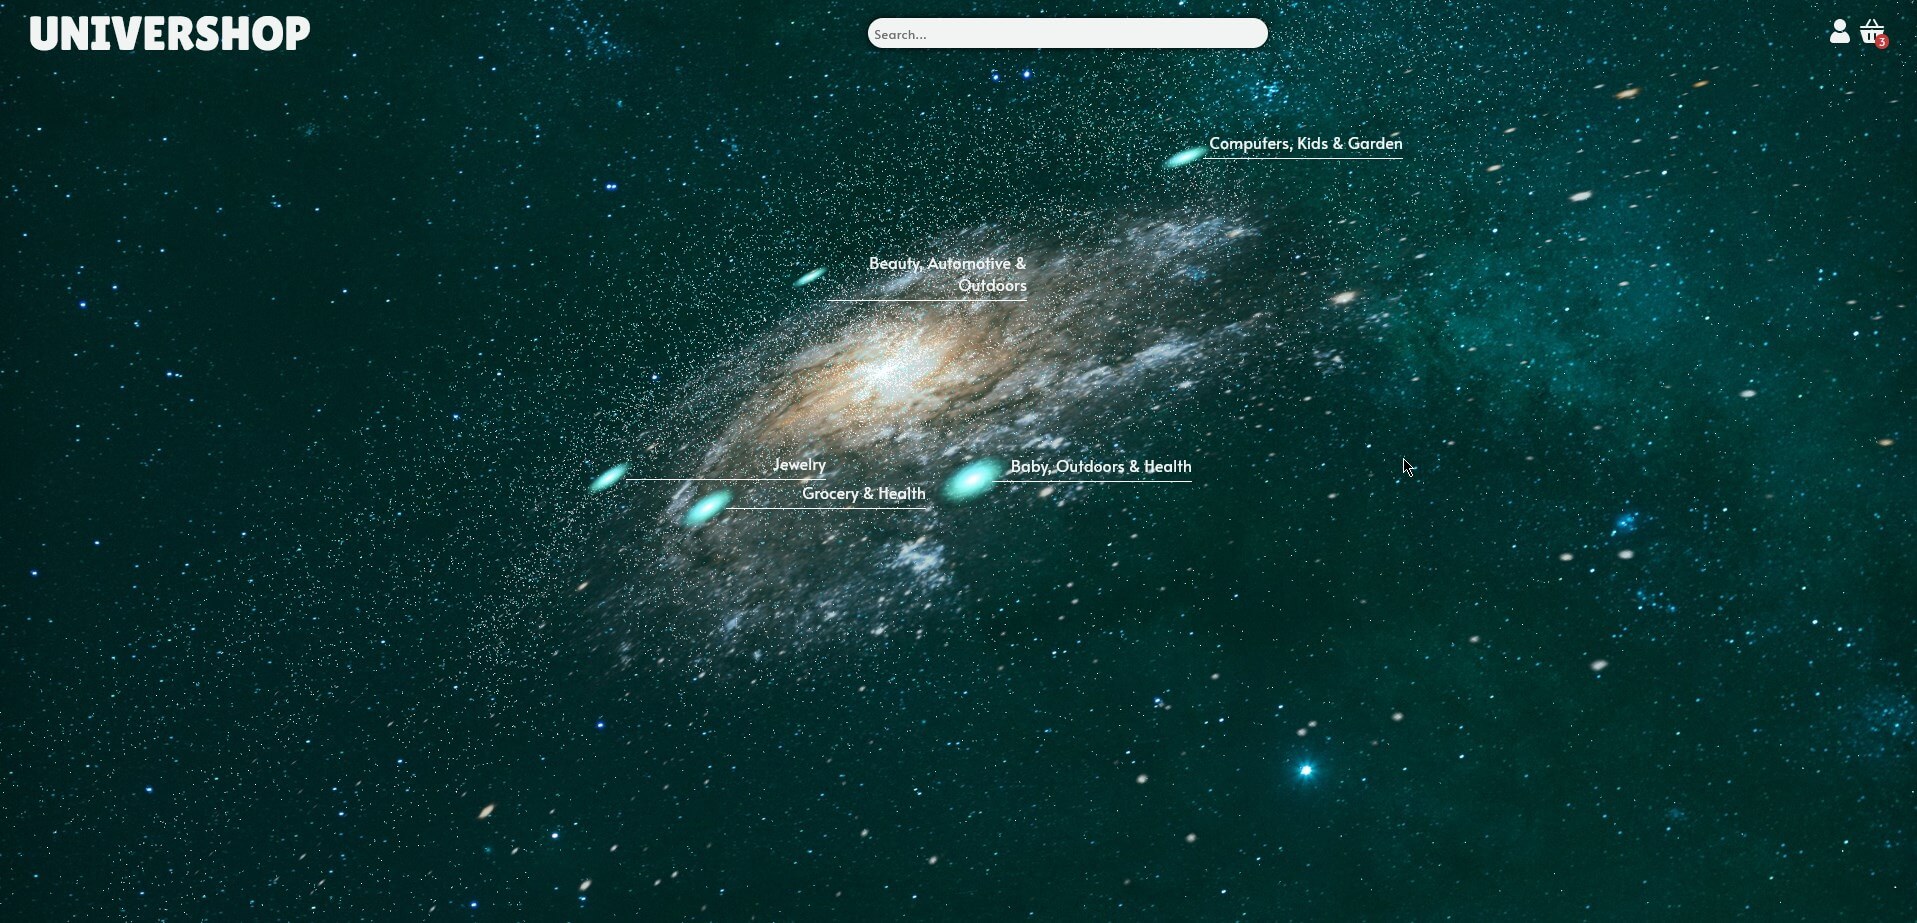 UNIVERSHOP
Search...
3
Computers, Kids & Garden
Beauty, Automotive &
Outdoors
Jewelry
Baby, Outdoors & Health
Grocery & Health